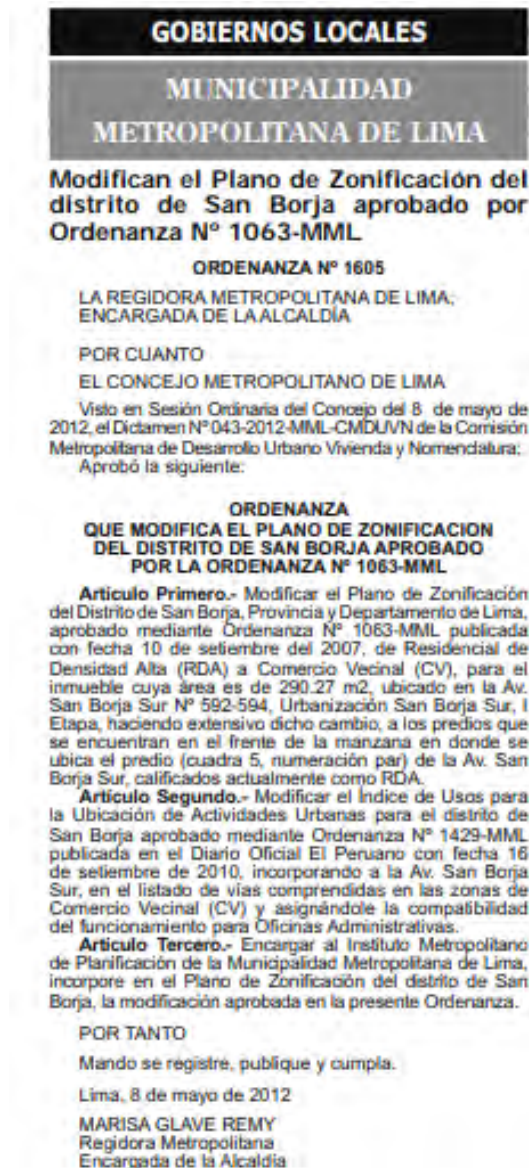 GOBIERNOS LOCALES
MUNICIPALIDAD
METROPOLITANA DE LIMA
Modifican el Plano de Zonificación del
distrito de San Borja aprobado por
Ordenanza Nº 1063-MML
ORDENANZA Nº 1605
LA REGIDORA METROPOLITANA DE LIMA;
ENCARGADA DE LA ALCALDÍA
POR CUANTO
EL CONCEJO METROPOLITANO DE LIMA
Visto en Sesión Ordinaria del Concejo del 8 de mayo de
2012, el Dictamen Nº 043-2012-MML-CMDUVN de la Comisión
Metropolitana de Desarrollo Urbano Vivienda y Nomenclatura;
Aprobó la siguiente:
ORDENANZA
QUE MODIFICA EL PLANO DE ZONIFICACION
DEL DISTRITO DE SAN BORJA APROBADO
POR LA ORDENANZA Nº 1063-MML
Artículo Primero.- Modificar el Plano de Zonificación
del Distrito de San Borja, Provincia y Departamento de Lima,
aprobado mediante Ordenanza Nº 1063-MML publicada
con fecha 10 de setiembre del 2007, de Residencial de
Densidad Alta (RDA) a Comercio Vecinal (CV), para el
inmueble cuya área es de 290.27 m2, ubicado en la Av.
San Borja Sur Nº 592-594, Urbanización San Borja Sur, I
Etapa, haciendo extensivo dicho cambio, a los predios que
se encuentran en el frente de la manzana en donde se
ubica el predio (cuadra 5, numeración par) de la Av. San
Borja Sur, calificados actualmente como RDA.
Artículo Segundo.- Modificar el Índice de Usos para
la Ubicación de Actividades Urbanas para el distrito de
San Borja aprobado mediante Ordenanza Nº 1429-MML
publicada en el Diario Oficial El Peruano con fecha 16
de setiembre de 2010, incorporando a la Av. San Borja
Sur, en el listado de vías comprendidas en las zonas de
Comercio Vecinal (CV) y asignándole la compatibilidad
del funcionamiento para Oficinas Administrativas.
Artículo Tercero.- Encargar al Instituto Metropolitano
de Planificación de la Municipalidad Metropolitana de Lima,
incorpore en el Plano de Zonificación del distrito de San
Borja, la modificación aprobada en la presente Ordenanza.
POR TANTO
Mando se registre, publique y cumpla.
Lima, 8 de mayo de 2012
MARISA GLAVE REMY
Regidora Metropolitana
Encargada de la Alcaldía